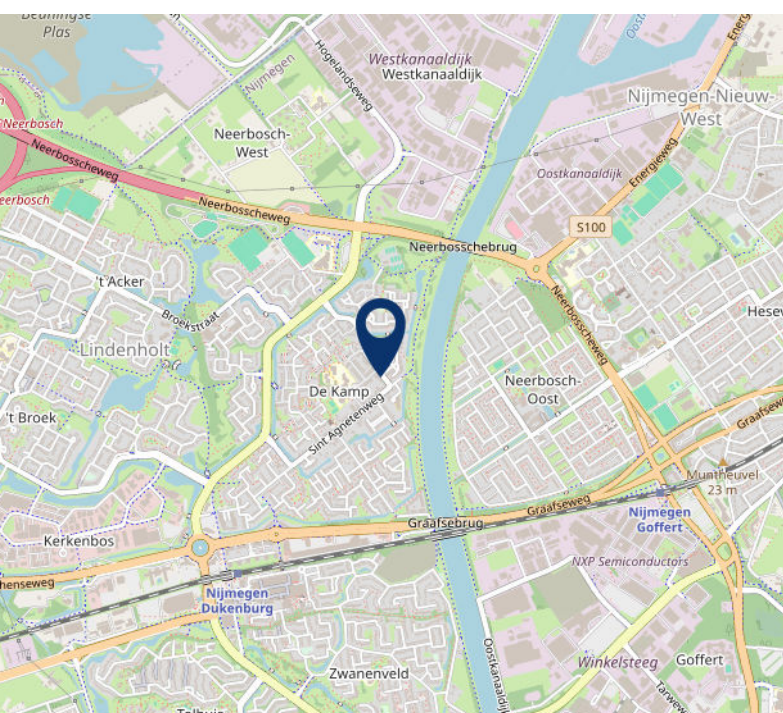 Beuningse
Plas
Hogelandseweg
Westkanaaldijk
Westkanaaldijk
Nijmegen
Nijmegen-Nieuw-
West
Neerbosch
Neerbosscheweg
Neerbosch-
West
Oostkanaaldijk
Energieweg
Neerbosscheweg
S100
Neerbosschebrug
't Acker
Broekstraat
Neerbosscheweg
Lindenholt
De Kamp
Neerbosch-
Oost
't Broek
Sint Agnetenweg
Muntheuvel
23 m
Graafseweg
Graafsebrug
Nijmegen
Goffert
Kerkenbos
NXP Semiconductors
Nijmegen
Dukenburg
Oostkanaaldijk
Winkelsteeg
Goffert
Zwanenveld